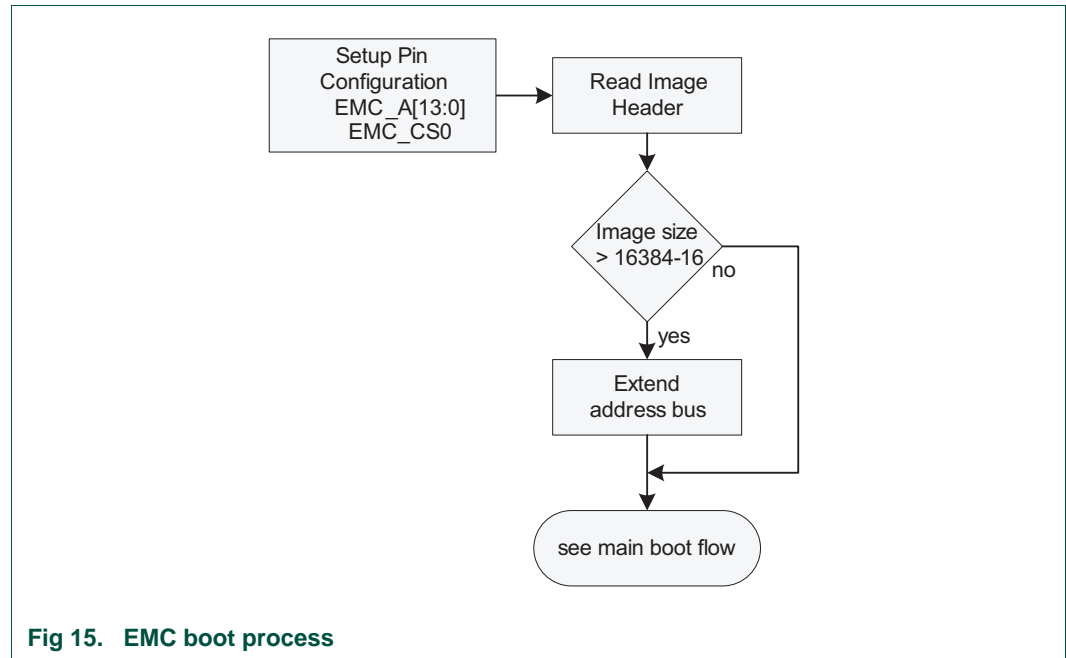 Setup Pin
Configuration
EMC_A[13:0]
EMC_CS0
Read Image
Header
Image size
> 16384-16
no
yes
Extend
address bus
see main boot flow
Fig 15. EMC boot process